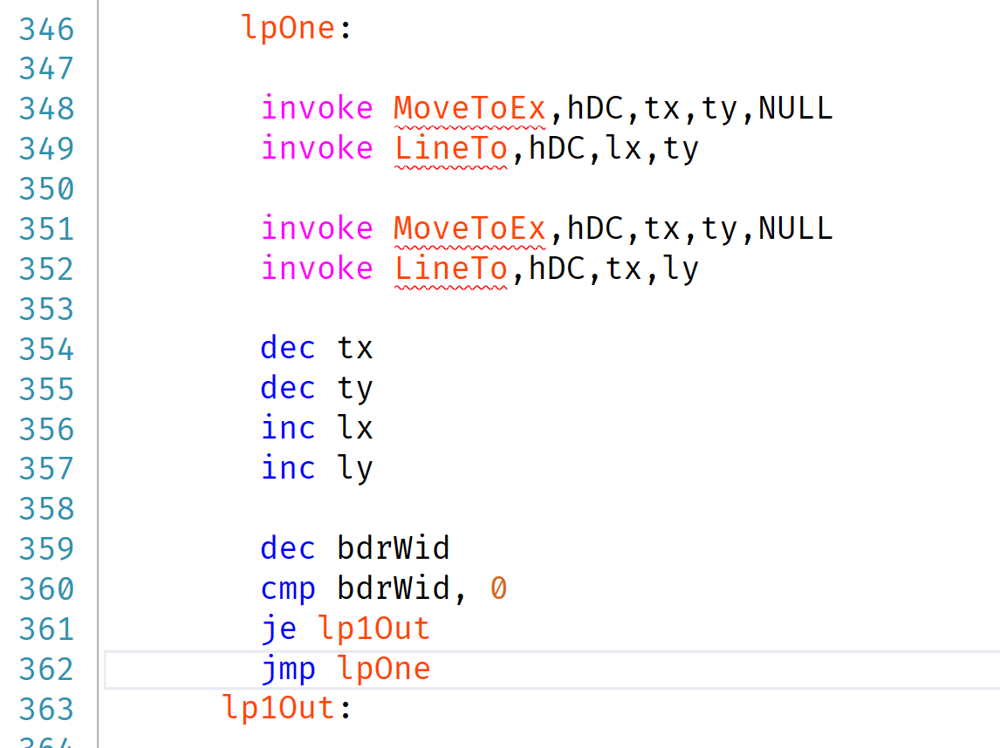 346 lpOne:
347
348 invoke MoveToEx,hDC,tx,ty,NULL
349 invoke LineTo,hDC,lx,ty
350
351 invoke MoveToEx,hDC,tx,ty,NULL
352 invoke LineTo,hDC,tx,ly
353
354 dec tx
355 dec ty
356 inc lx
357 inc ly
358
359 dec bdrWid
360 cmp bdrWid, 0
361 je lp1Out
362 jmp lpOne
363 lp1Out:
364